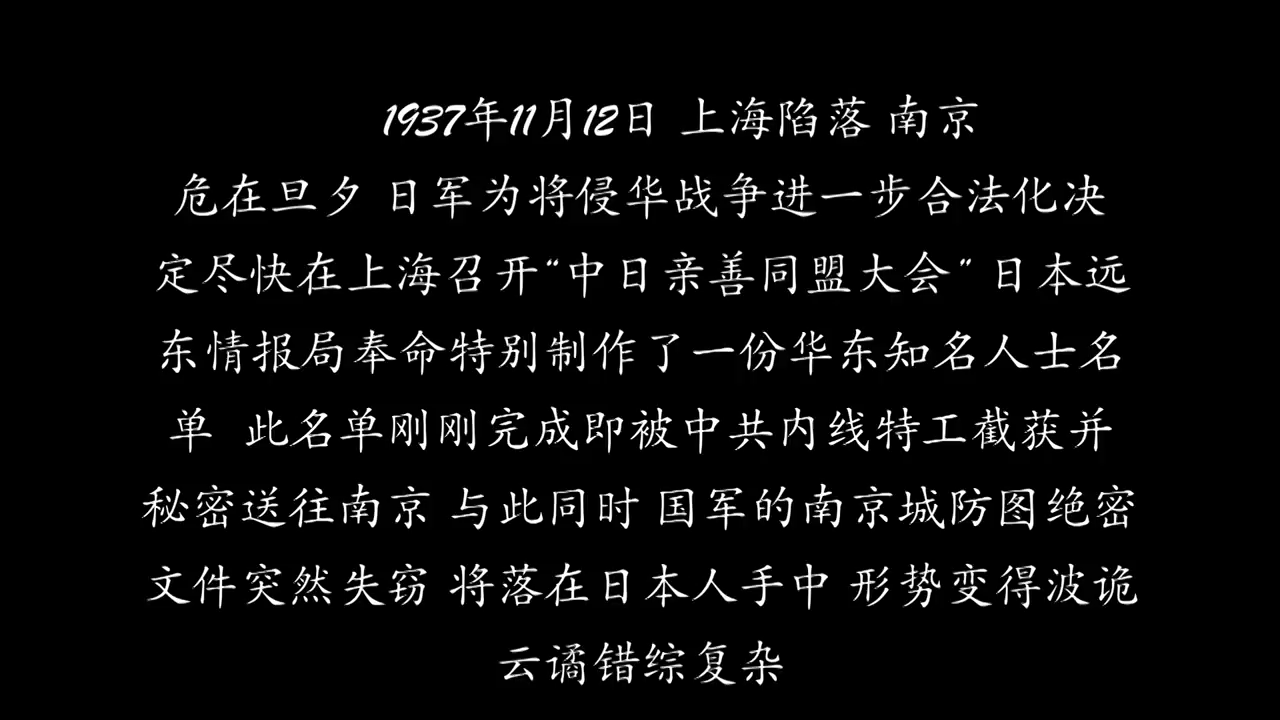 1937年11月12日 上海陷落 南京
危在旦夕 日军为将侵华战争进一步合法化决
定尽快在上海召开“中日亲善同盟大会” 日本远
东情报局奉命特别制作了一份华东知名人士名
单 此名单刚刚完成即被中共内线特工截获并
秘密送往南京 与此同时 国军的南京城防图绝密
文件突然失窃 将落在日本人手中 形势变得波诡
云谲错综复杂